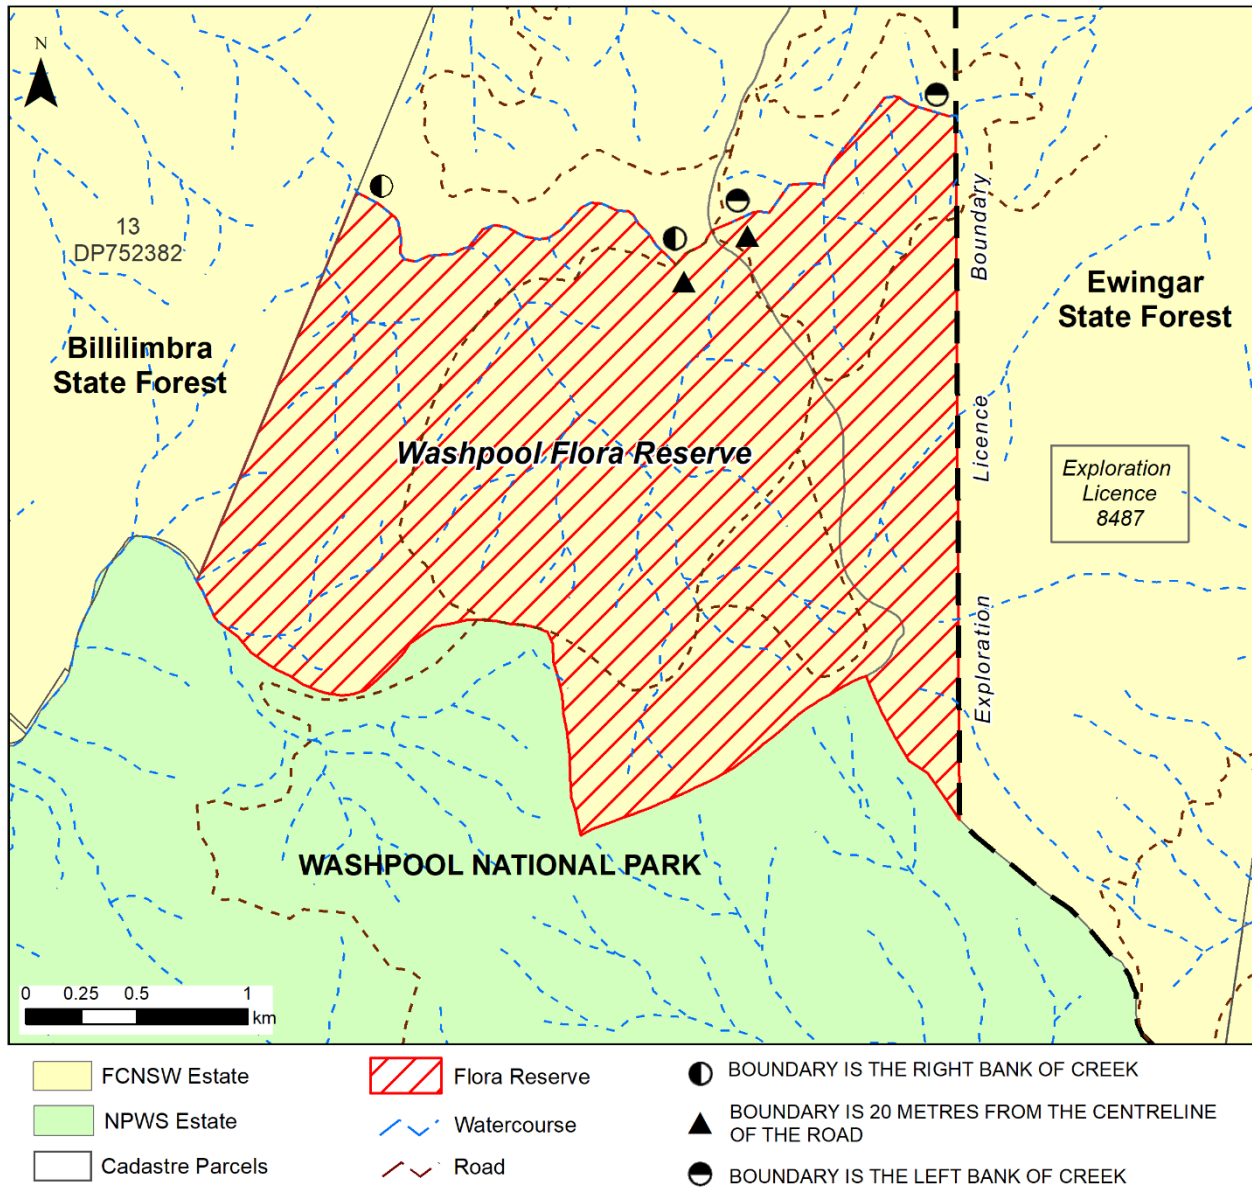 N
13
DP752382
Billilimbra
State Forest
Washpool Flora Reserve
Boundary
Licence
Exploration
Ewingar
State Forest
Exploration
Licence
8487
WASHPOOL NATIONAL PARK
0 0.25 0.5 1
km
FCNSW Estate
NPWS Estate
Cadastre Parcels
Flora Reserve
Watercourse
Road
BOUNDARY IS THE RIGHT BANK OF CREEK
BOUNDARY IS 20 METRES FROM THE CENTRELINE
OF THE ROAD
BOUNDARY IS THE LEFT BANK OF CREEK